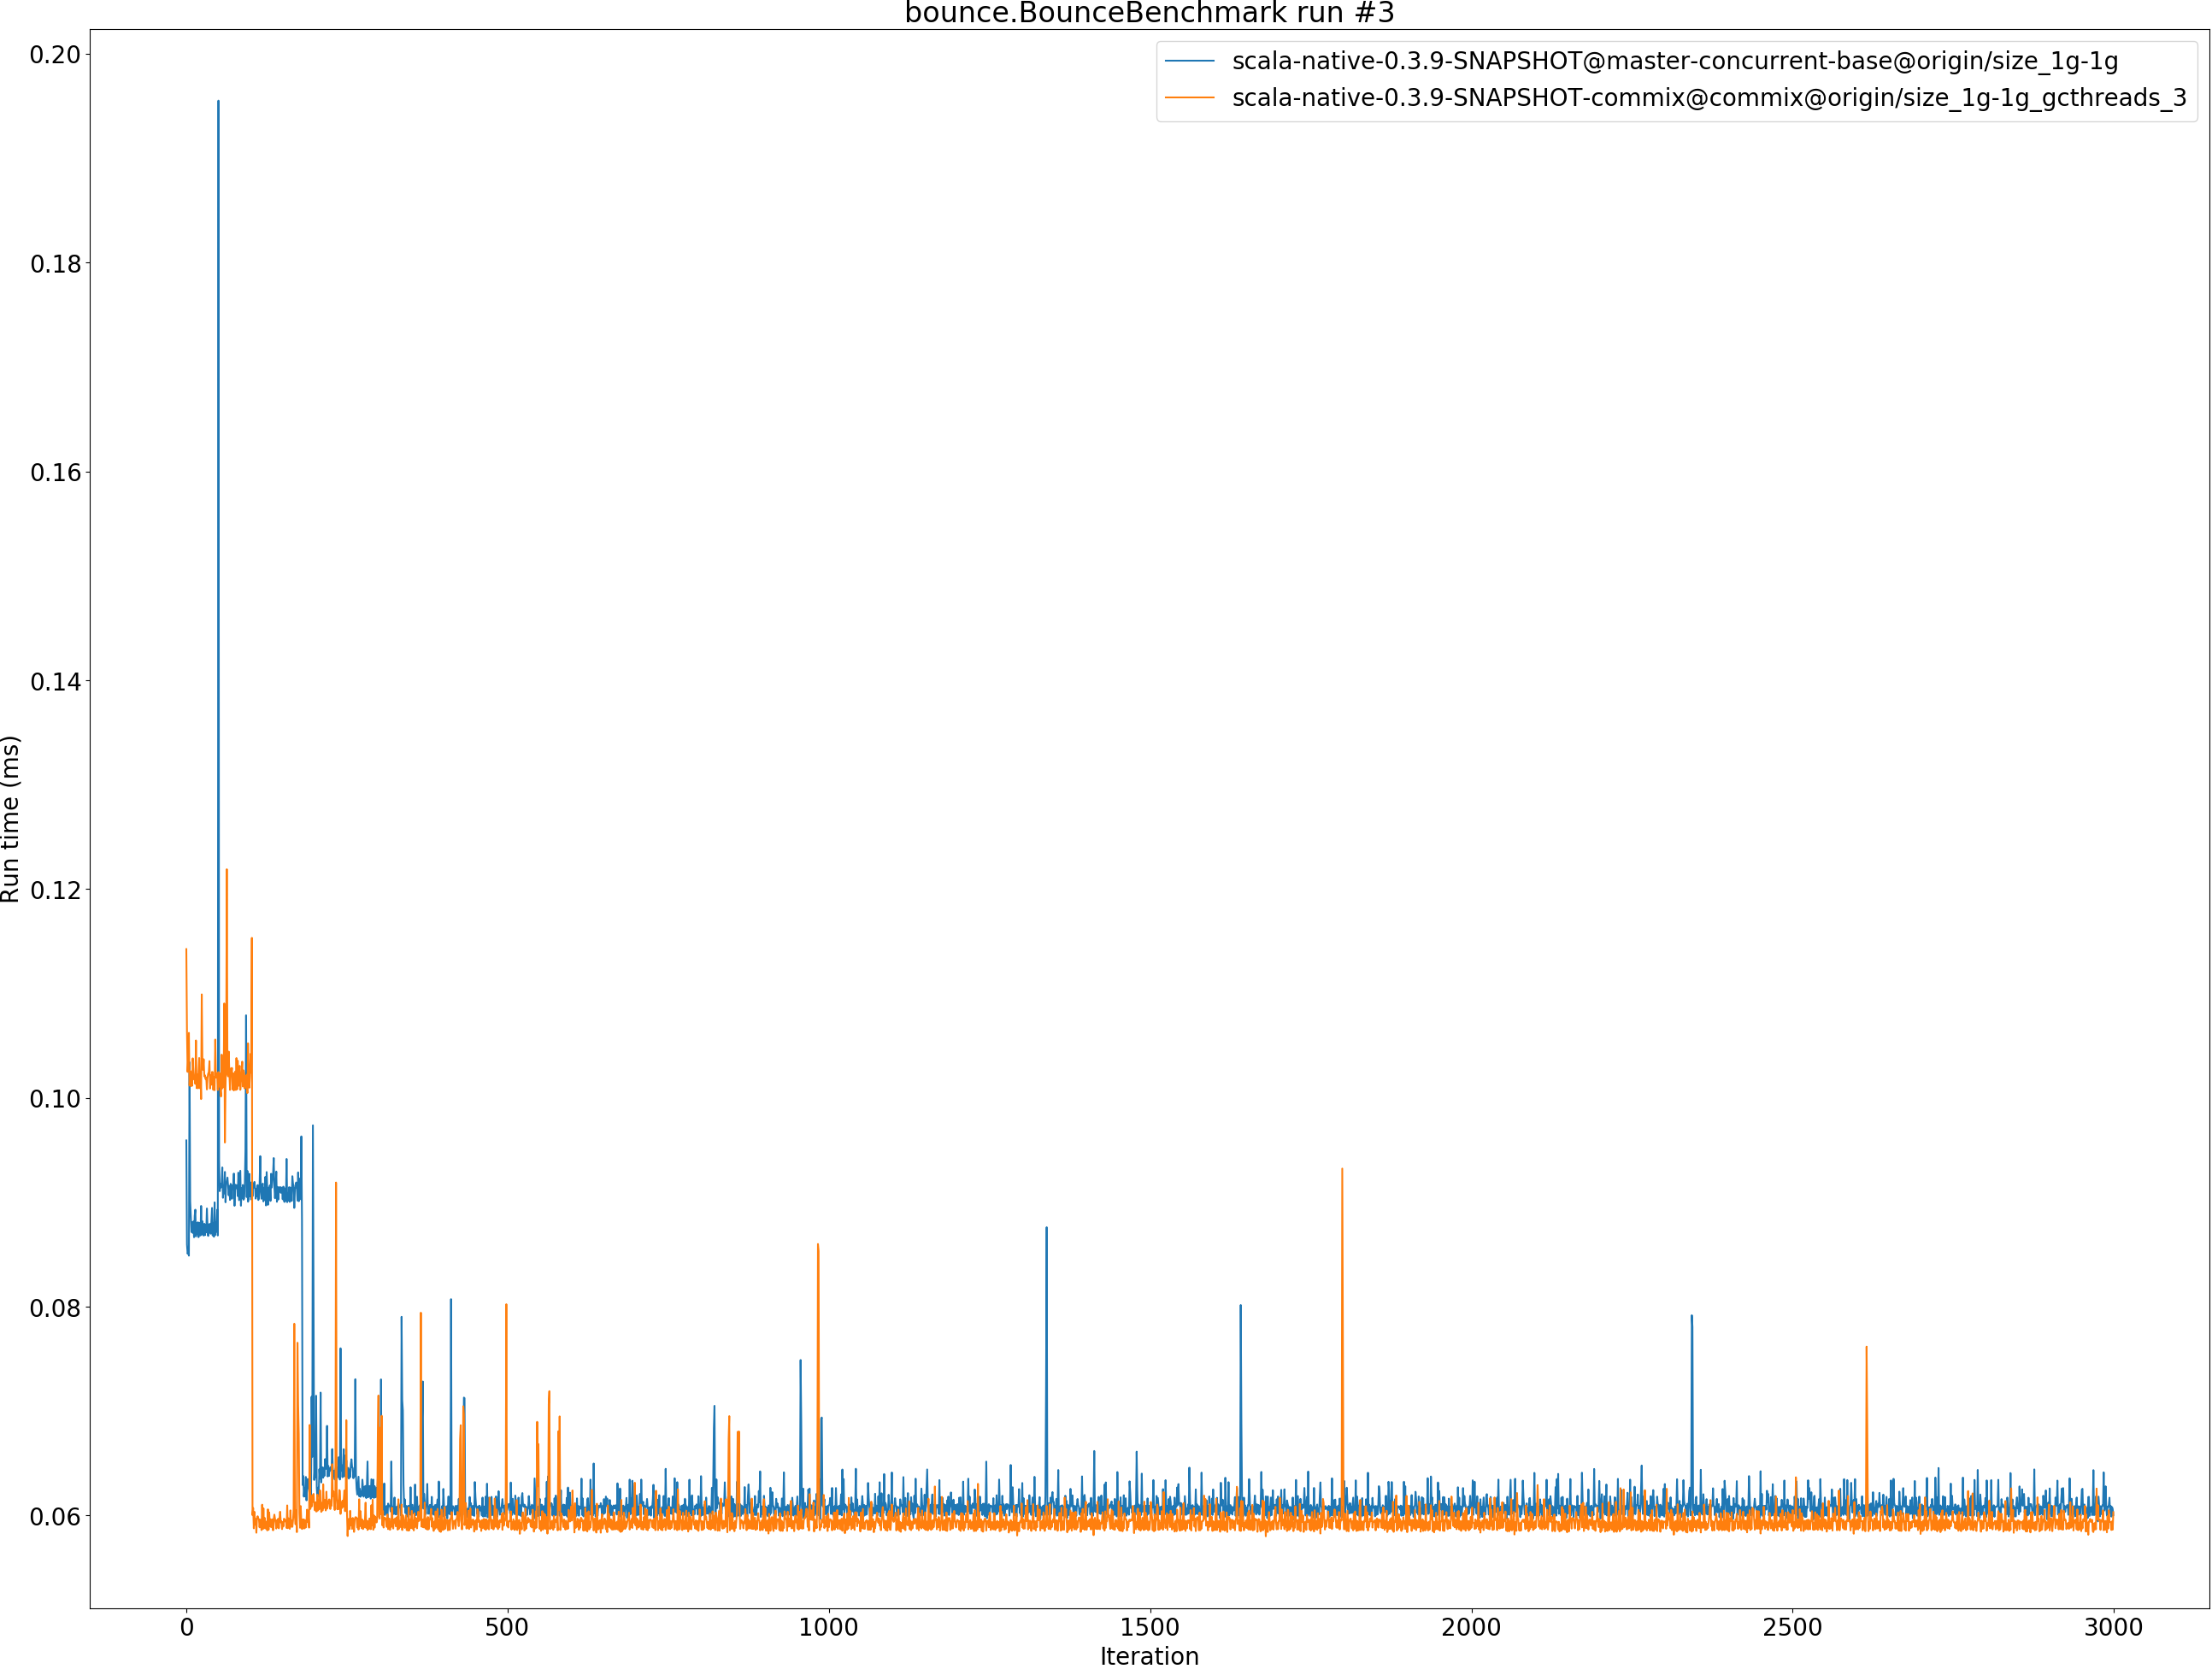 bounce.BounceBenchmark run #3
scala-native-0.3.9-SNAPSHOT@master-concurrent-base@origin/size_1g-1g
scala-native-0.3.9-SNAPSHOT-commix@commix@origin/size_1g-1g_gcthreads_3
0.20
0.18
0.16
0.14
0.12
0.10
0.08
0.06
Run time (ms)
0 500 1000 1500 2000 2500 3000
Iteration